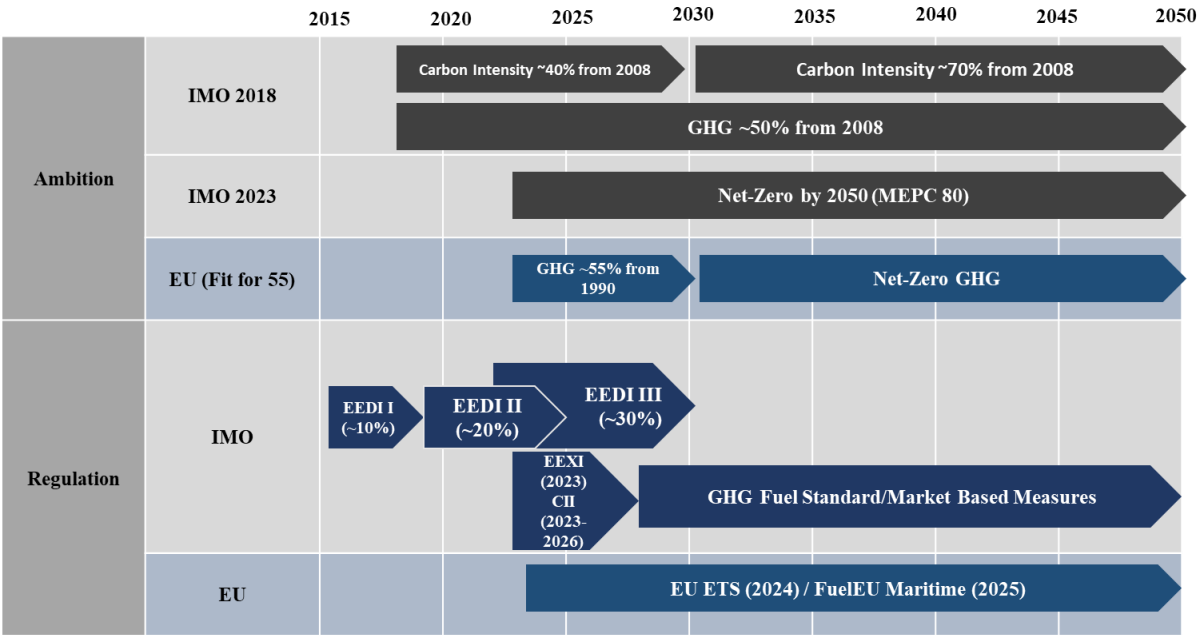 2015 2020 2025 2030 2035 2040 2045 2050
Ambition
IMO 2018
Carbon Intensity ~40% from 2008
Carbon Intensity ~70% from 2008
GHG ~50% from 2008
IMO 2023
Net-Zero by 2050 (MEPC 80)
EU (Fit for 55)
GHG ~55% from
1990
Net-Zero GHG
Regulation
IMO
EEDI I
(~10%)
EEDI II
(~20%)
EEDI III
(~30%)
EEXI
(2023)
CII
(2023-
2026)
GHG Fuel Standard/Market Based Measures
EU
EU ETS (2024) / FuelEU Maritime (2025)